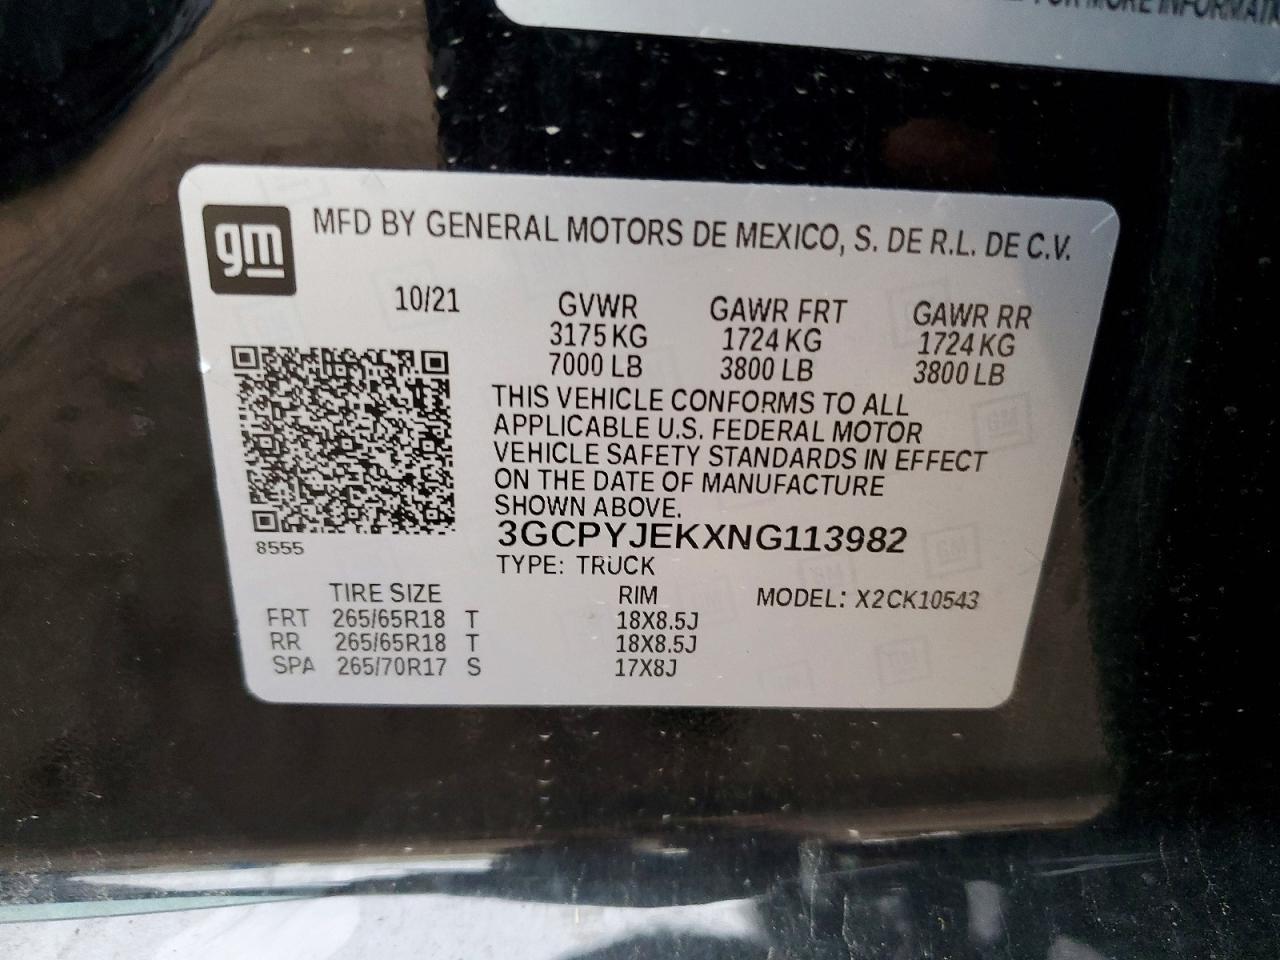 FOR MORE INFORMATION
gm
MFD BY GENERAL MOTORS DE MEXICO, S. DE R.L. DE C.V.
10/21 GVWR GAWR FRT GAWR RR
3175 KG 1724 KG 1724 KG
7000 LB 3800 LB 3800 LB
THIS VEHICLE CONFORMS TO ALL
APPLICABLE U.S. FEDERAL MOTOR
VEHICLE SAFETY STANDARDS IN EFFECT
ON THE DATE OF MANUFACTURE
SHOWN ABOVE.
3GCPYJEKXNG113982
8555
TYPE: TRUCK
TIRE SIZE RIM MODEL: X2CK10543
FRT 265/65R18 T 18X8.5J
RR 265/65R18 T 18X8.5J
SPA 265/70R17 S 17X8J